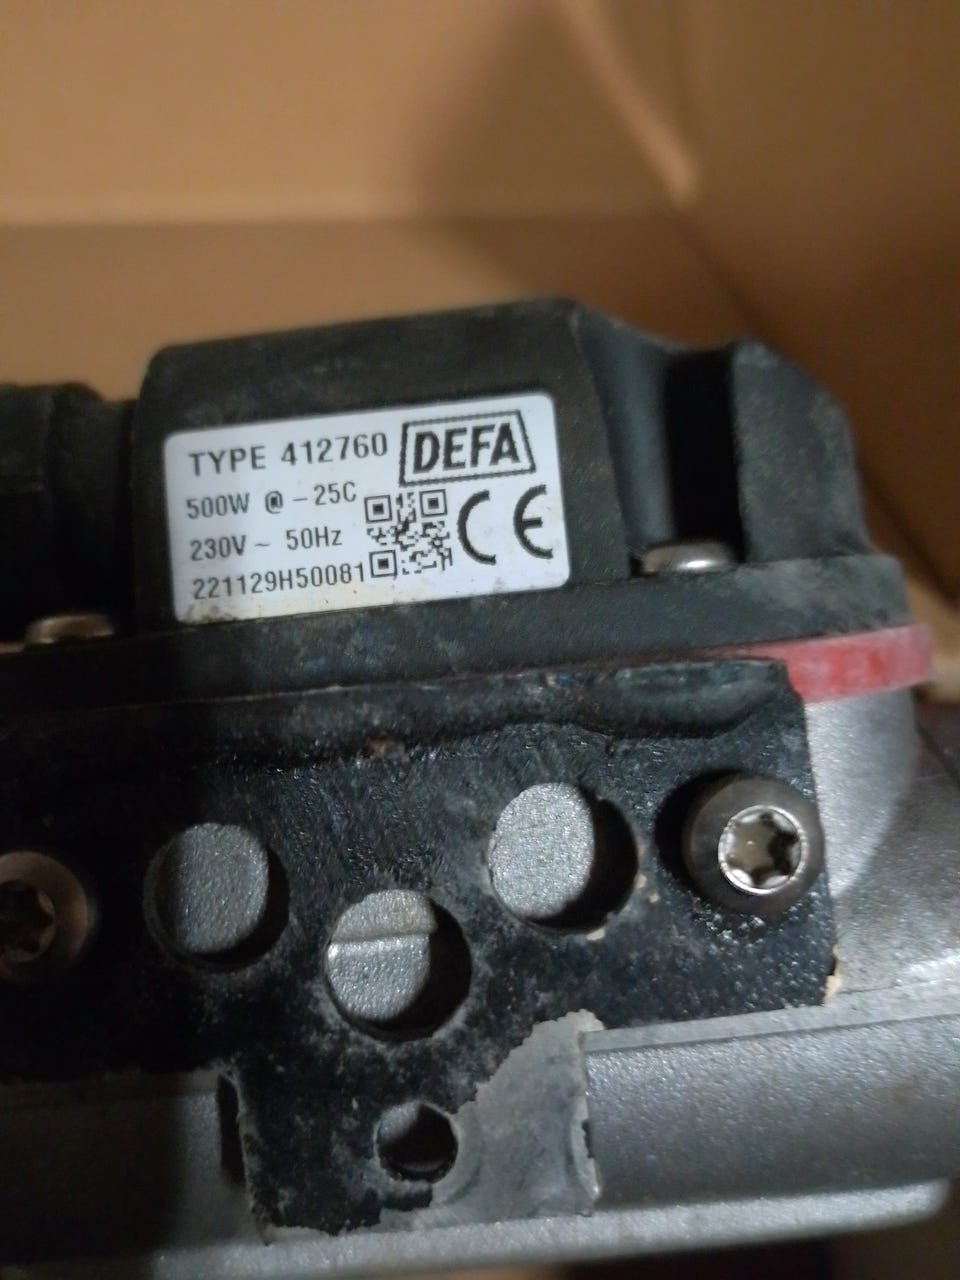 TYPE 412760 DEFA
500W @ -25C
230V ~ 50Hz CE
221129H50081